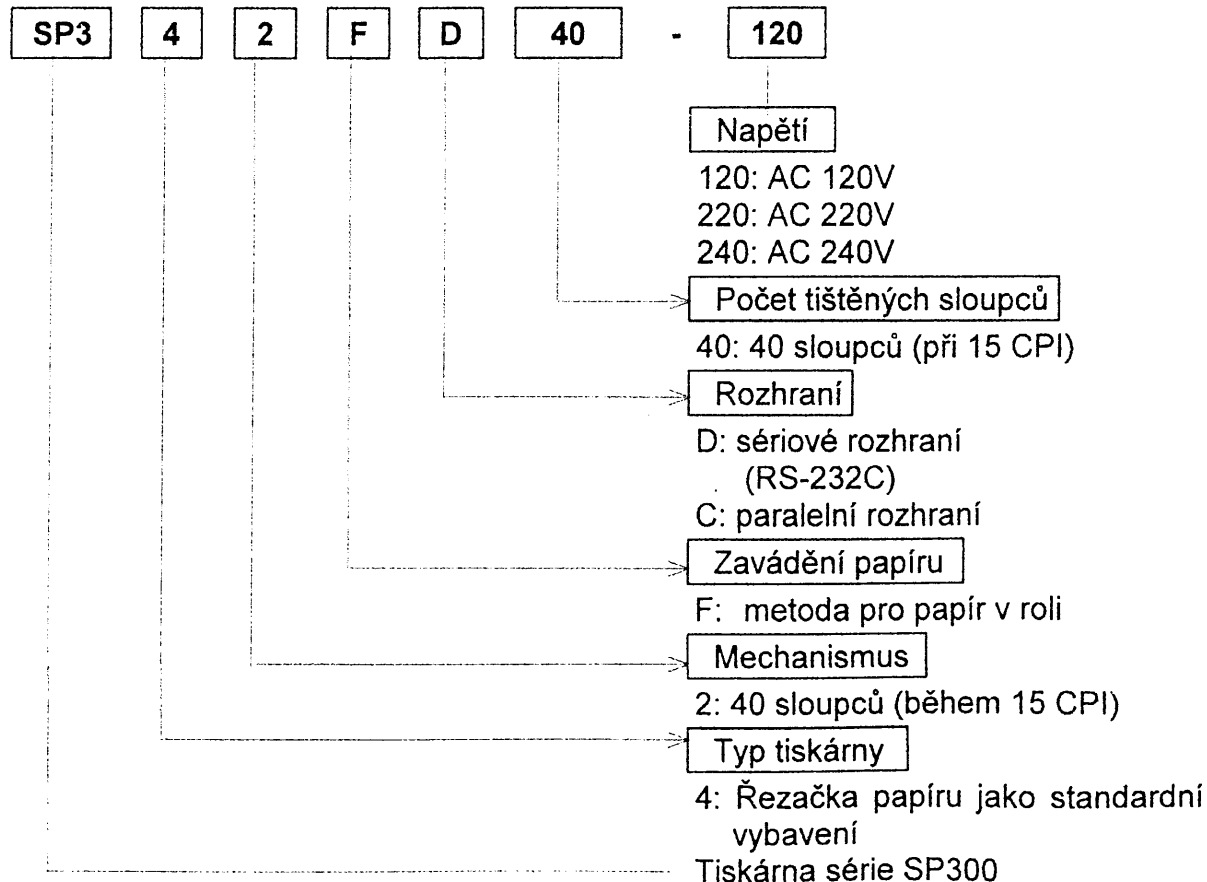 SP3 4 2 F D 40 - 120
Napětí
120: AC 120V
220: AC 220V
240: AC 240V
Počet tištěných sloupců
40: 40 sloupců (při 15 CPI)
Rozhraní
D: sériové rozhraní
(RS-232C)
C: paralelní rozhraní
Zavádění papíru
F: metoda pro papír v roli
Mechanismus
2: 40 sloupců (během 15 CPI)
Typ tiskárny
4: Řezačka papíru jako standardní
vybavení
Tiskárna série SP300